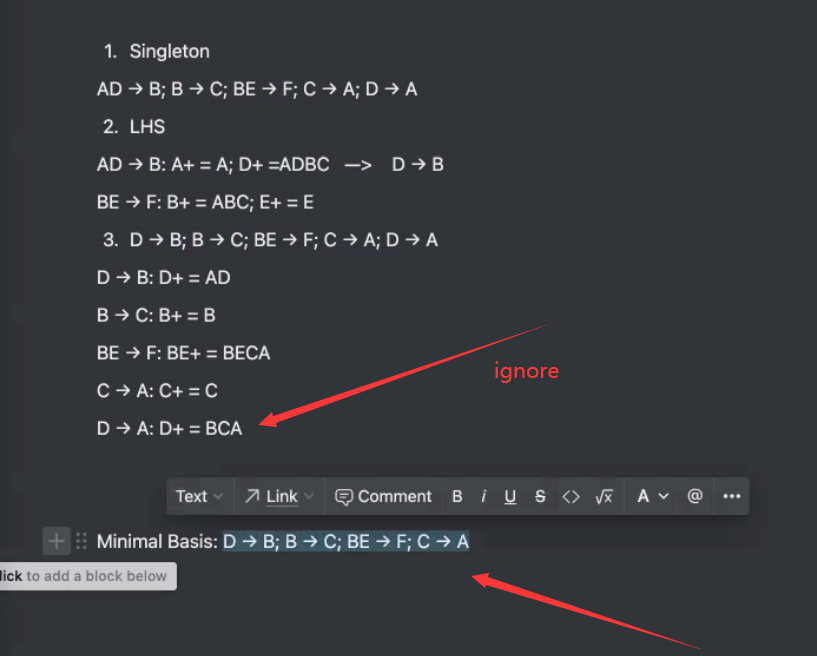 1. Singleton
AD → B; B → C; BE → F; C → A; D → A
2. LHS
AD → B: A+ = A; D+ =ADBC —> D → B
BE → F: B+ = ABC; E+ = E
3. D → B; B → C; BE → F; C → A; D → A
D → B: D+ = AD
B → C: B+ = B
BE → F: BE+ = BECA
ignore
C → A: C+ = C
D → A: D+ = BCA
Text Link Comment B i U S <> √x A @ •••
Minimal Basis: D → B; B → C; BE → F; C → A
lick to add a block below